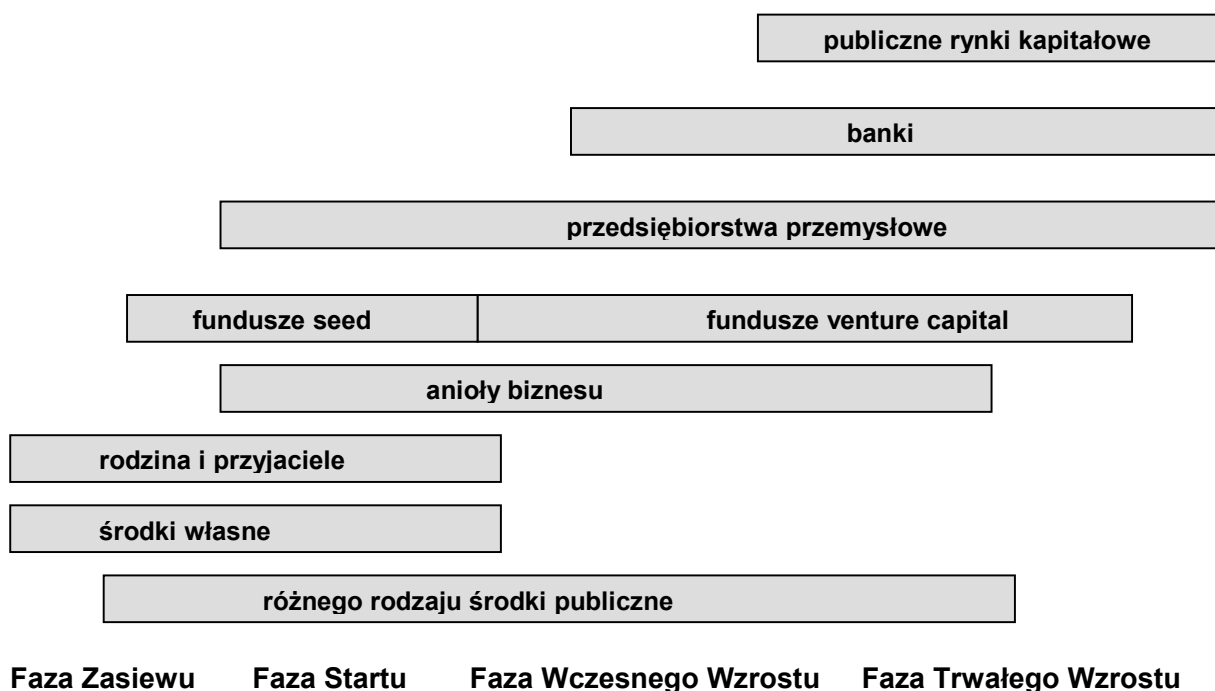 publiczne rynki kapitałowe
banki
przedsiębiorstwa przemysłowe
fundusze seed
fundusze venture capital
anioły biznesu
rodzina i przyjaciele
środki własne
różnego rodzaju środki publiczne
Faza Zasiewu Faza Startu Faza Wczesnego Wzrostu Faza Trwałego Wzrostu